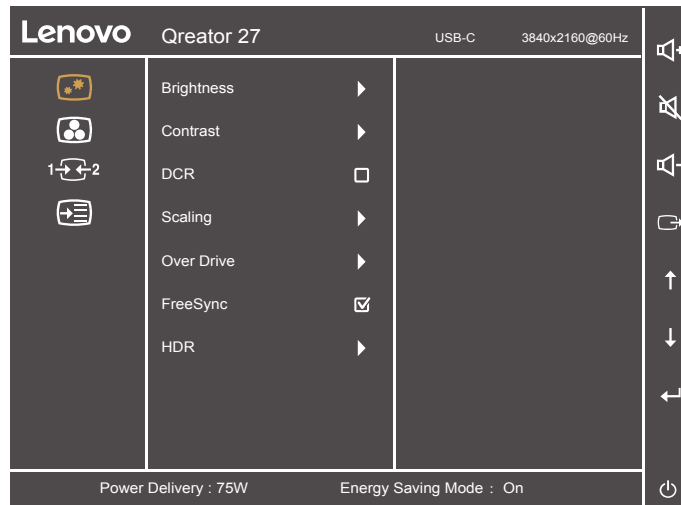 Lenovo Qreator 27 USB-C 3840x2160@60Hz
Brightness
Contrast
1 2
DCR
Scaling
Over Drive
FreeSync
HDR
Power Delivery : 75W Energy Saving Mode : On